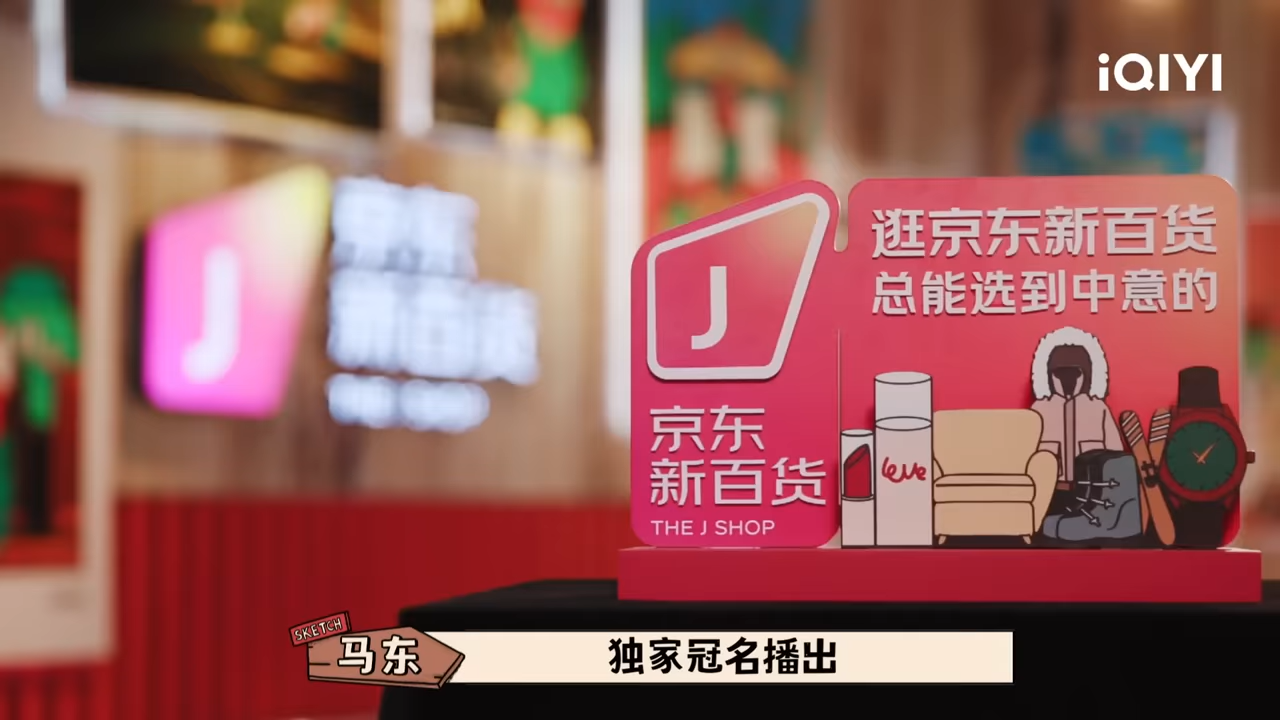 iQIYI
J
逛京东新百货
总能选到中意的
J
京东
新百货
THE J SHOP
love
SKETCH
马东
独家冠名播出